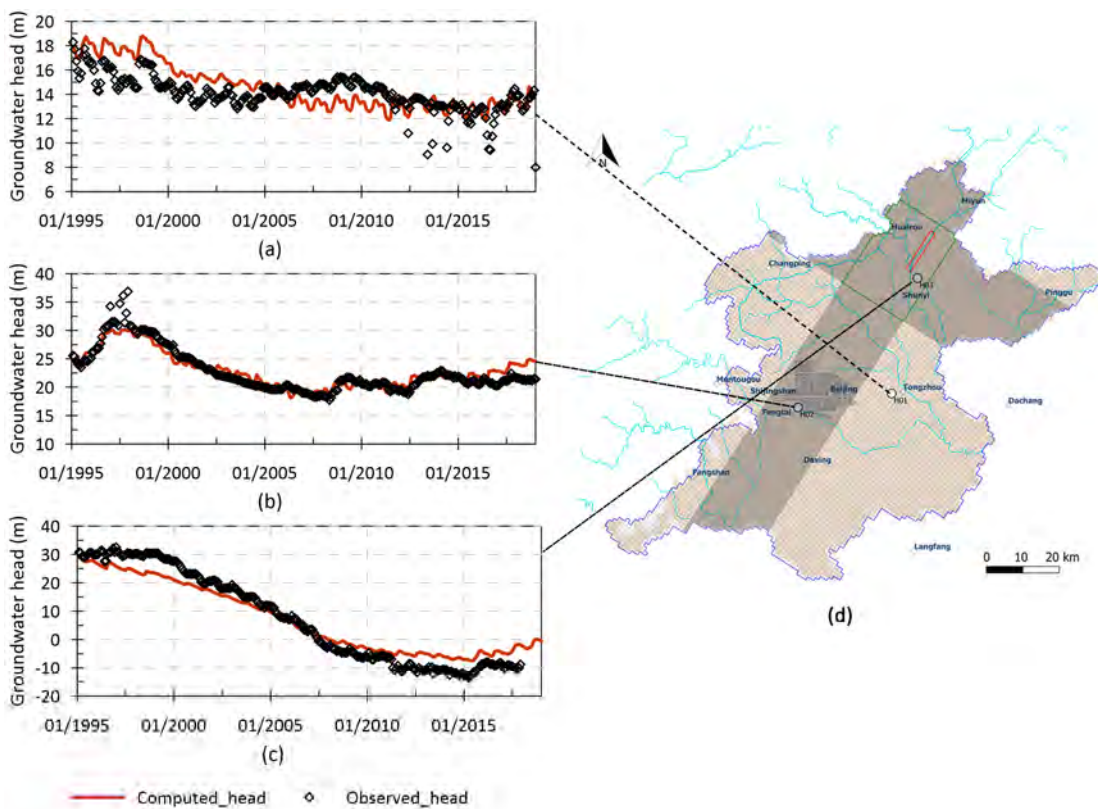 Groundwater head (m)
20
18
16
14
12
10
8
6
01/1995 01/2000 01/2005 01/2010 01/2015
(a)
Groundwater head (m)
40
35
30
25
20
15
10
01/1995 01/2000 01/2005 01/2010 01/2015
(b)
Groundwater head (m)
40
30
20
10
0
-10
-20
01/1995 01/2000 01/2005 01/2010 01/2015
(c)
Computed_head Observed_head
N
Miyun
Huairou
Changping
Pinggu
Shunyi
Mentougou
Shijingshan
Beijing
Tongzhou
H01
Dachang
Fengtai
H02
Daxing
Fangshan
Langfang
0 10 20 km
(d)